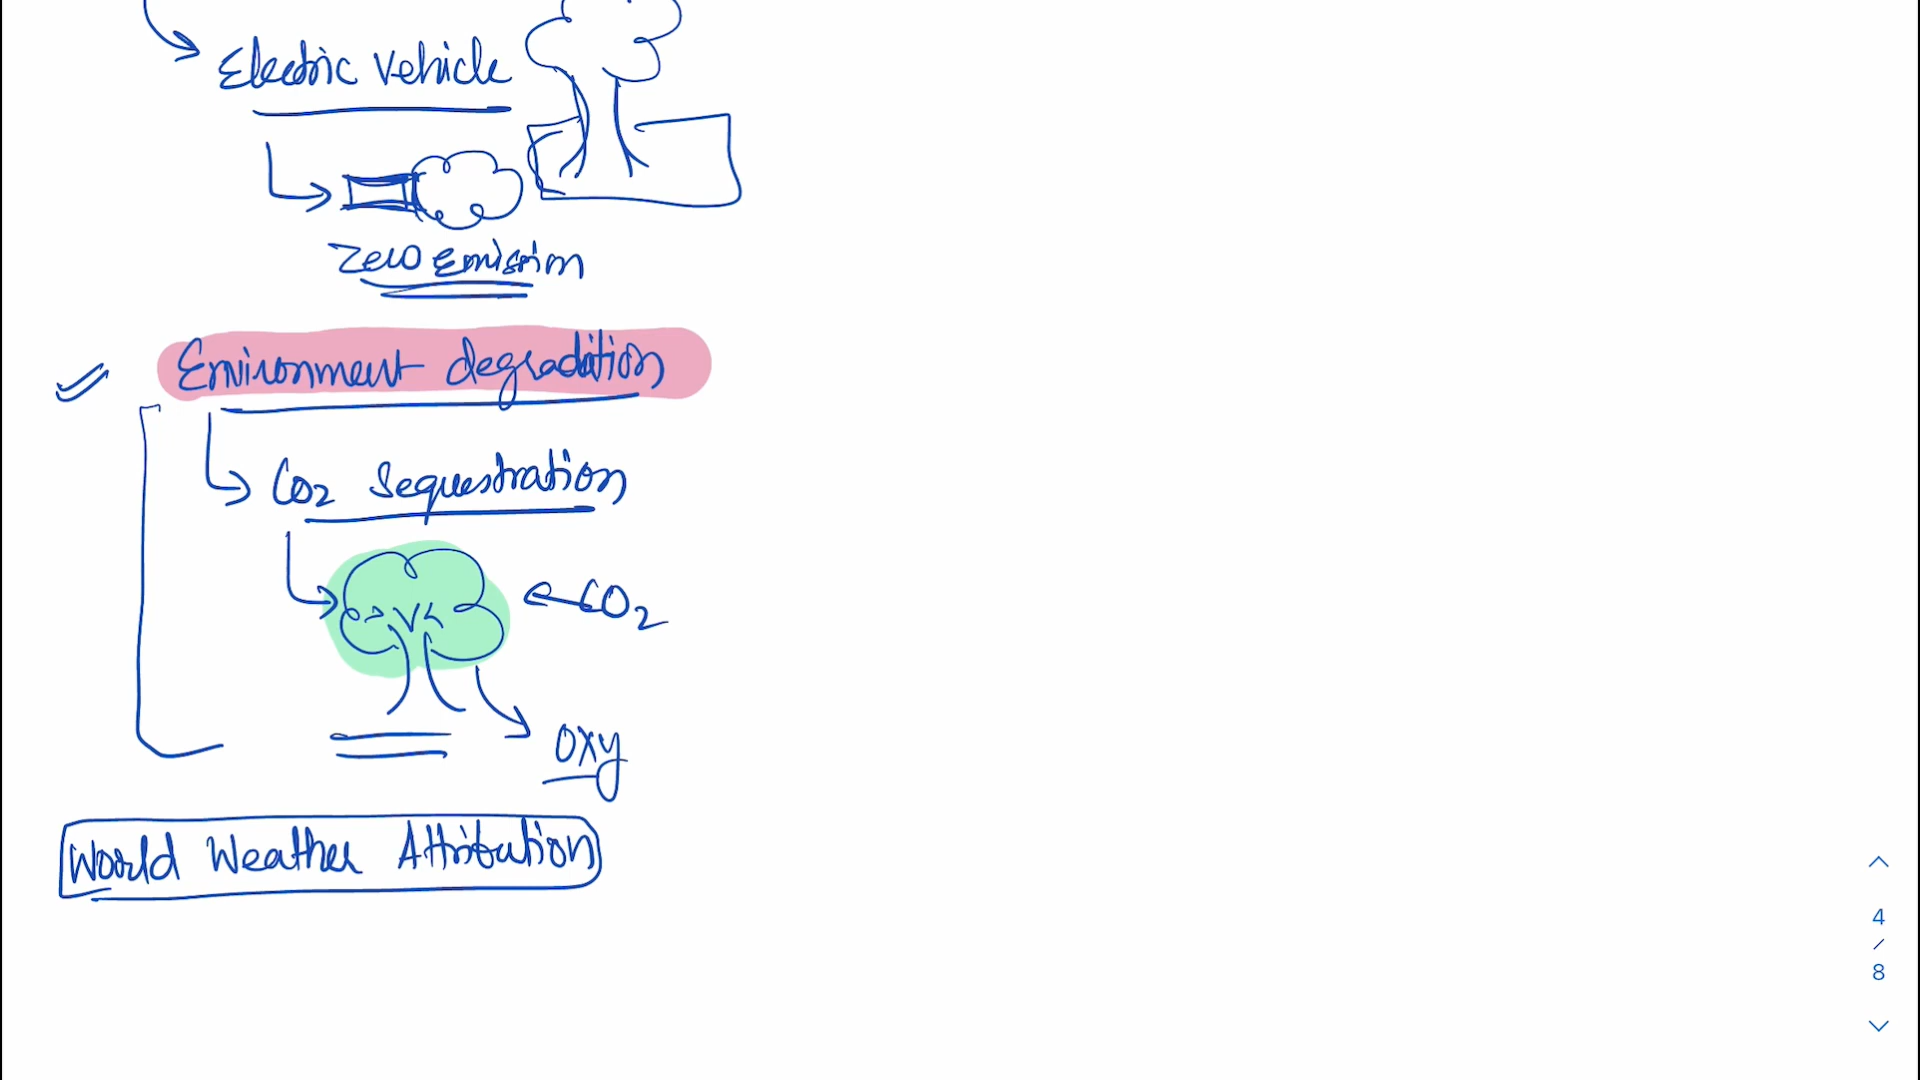 Electric Vehicle
Zero Emission
Environment degradation
CO2 Sequestration
CO2
Oxy
World Weather Attribution
4
/
8